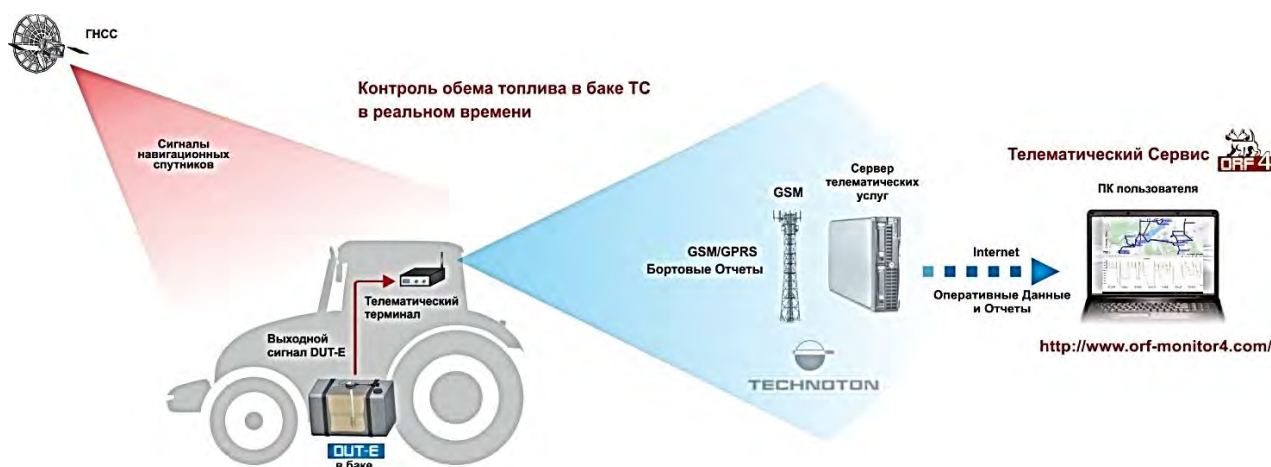 ГНСС
Контроль обема топлива в баке ТС
в реальном времени
Сигналы
навигационных
спутников
Телематический Сервис
ORF 4
Сервер
телематических
услуг
ПК пользователя
GSM
GSM/GPRS
Бортовые Отчеты
Internet
Оперативные Данные
и Отчеты
Телематический
терминал
Выходной
сигнал DUT-E
http://www.orf-monitor4.com/
TECHNOTON
DUT-E
в баке